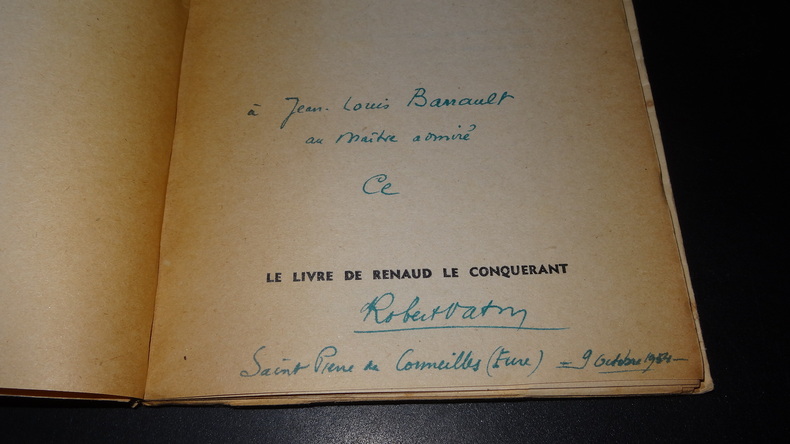 à Jean-Louis Barrault
au Maître admiré
Ce
LE LIVRE DE RENAUD LE CONQUERANT
Robert Vatry
Saint Pierre de Cormeilles (Eure) = 9 Octobre 1954 —